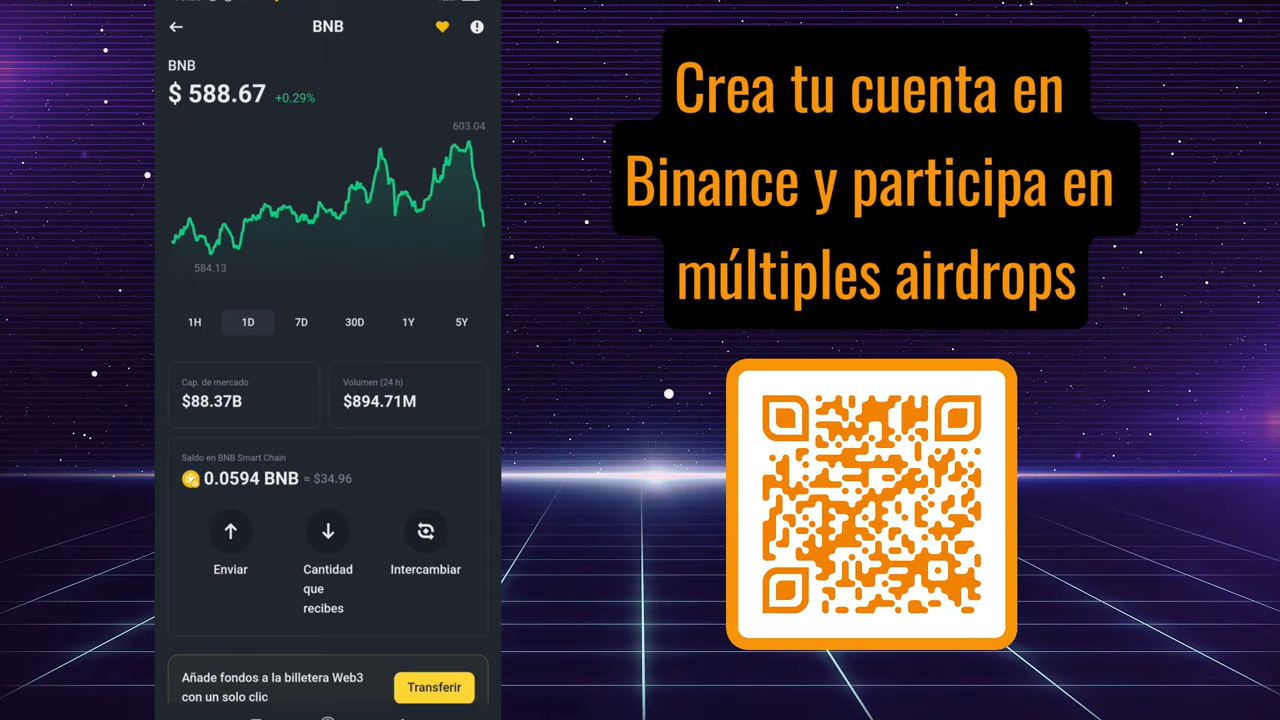 BNB
BNB
$ 588.67 +0.29%
603.04
584.13
1H 1D 7D 30D 1Y 5Y
Cap. de mercado
$88.37B
Volumen (24 h)
$894.71M
Saldo en BNB Smart Chain
0.0594 BNB ≈ $34.96
Enviar
Cantidad
que
recibes
Intercambiar
Añade fondos a la billetera Web3
con un solo clic
Transferir
Crea tu cuenta en
Binance y participa en
múltiples airdrops